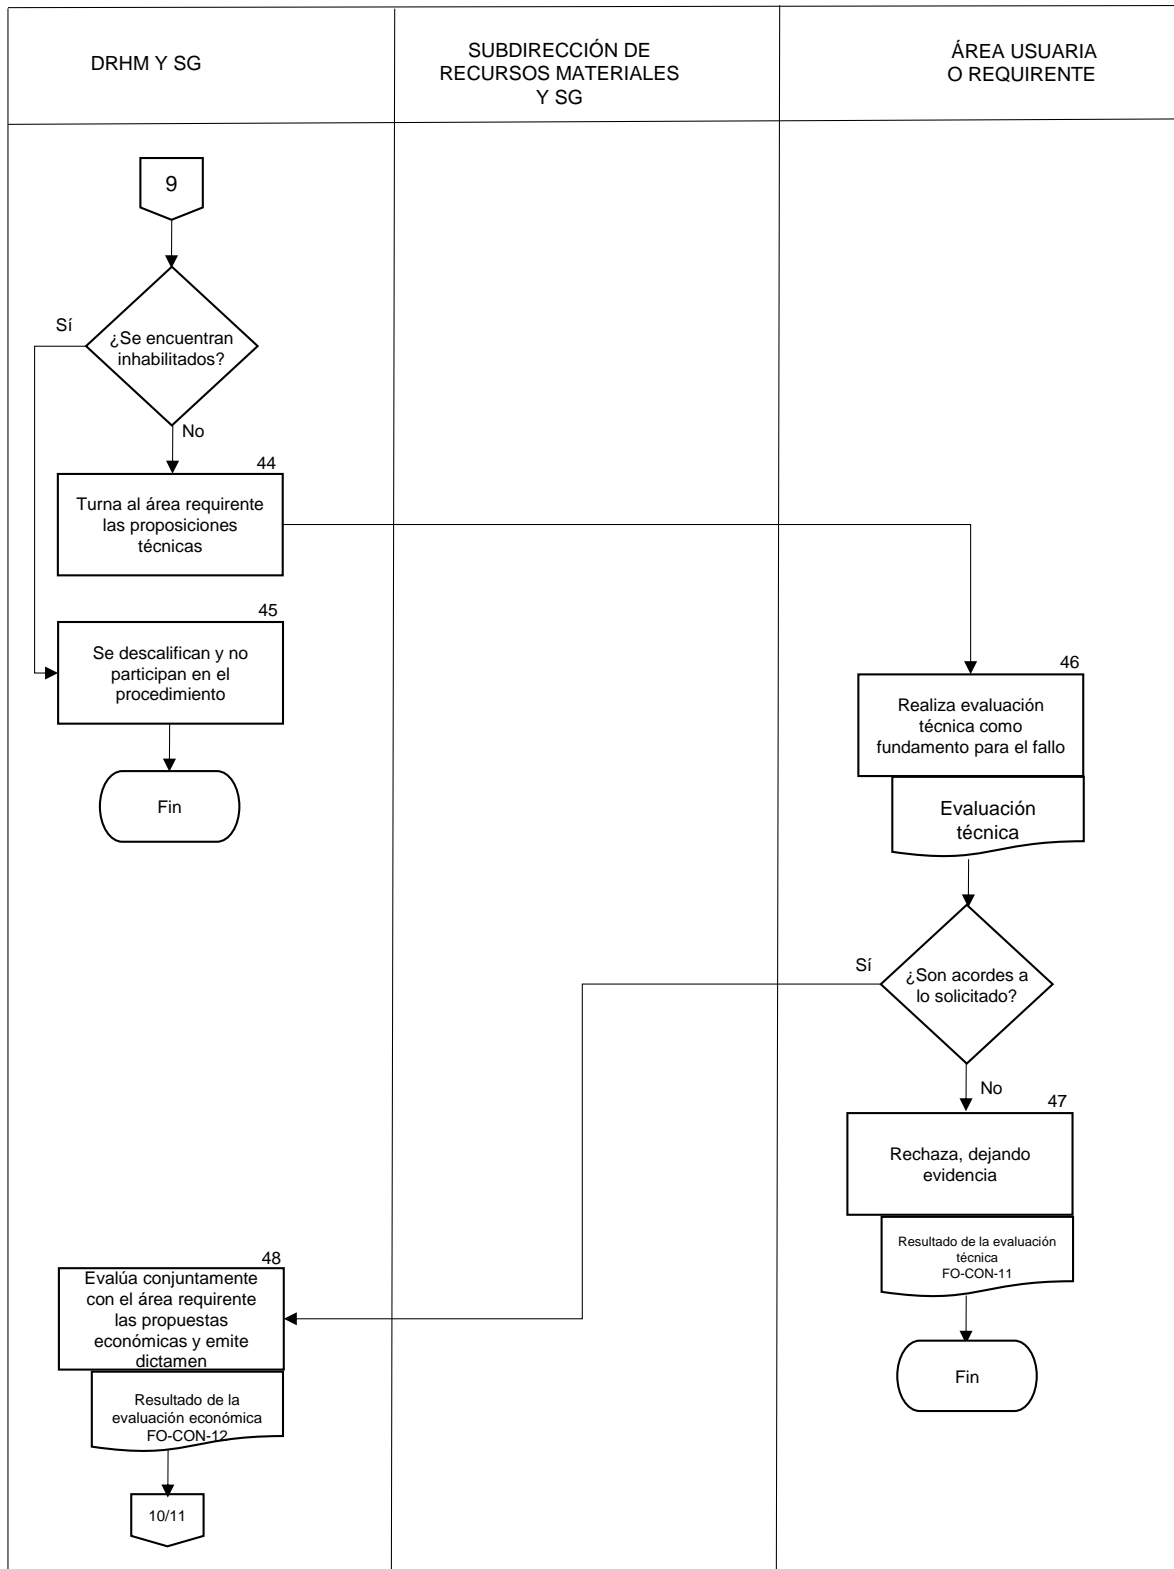 DRHM Y SG
SUBDIRECCIÓN DE
RECURSOS MATERIALES
Y SG
ÁREA USUARIA
O REQUIRENTE
9
¿Se encuentran
inhabilitados?
Sí
No
44
Turna al área requirente
las proposiciones
técnicas
45
Se descalifican y no
participan en el
procedimiento
Fin
46
Realiza evaluación
técnica como
fundamento para el fallo
Evaluación
técnica
¿Son acordes a
lo solicitado?
Sí
No
47
Rechaza, dejando
evidencia
Resultado de la evaluación
técnica
FO-CON-11
Fin
48
Evalúa conjuntamente
con el área requirente
las propuestas
económicas y emite
dictamen
Resultado de la
evaluación económica
FO-CON-12
10/11